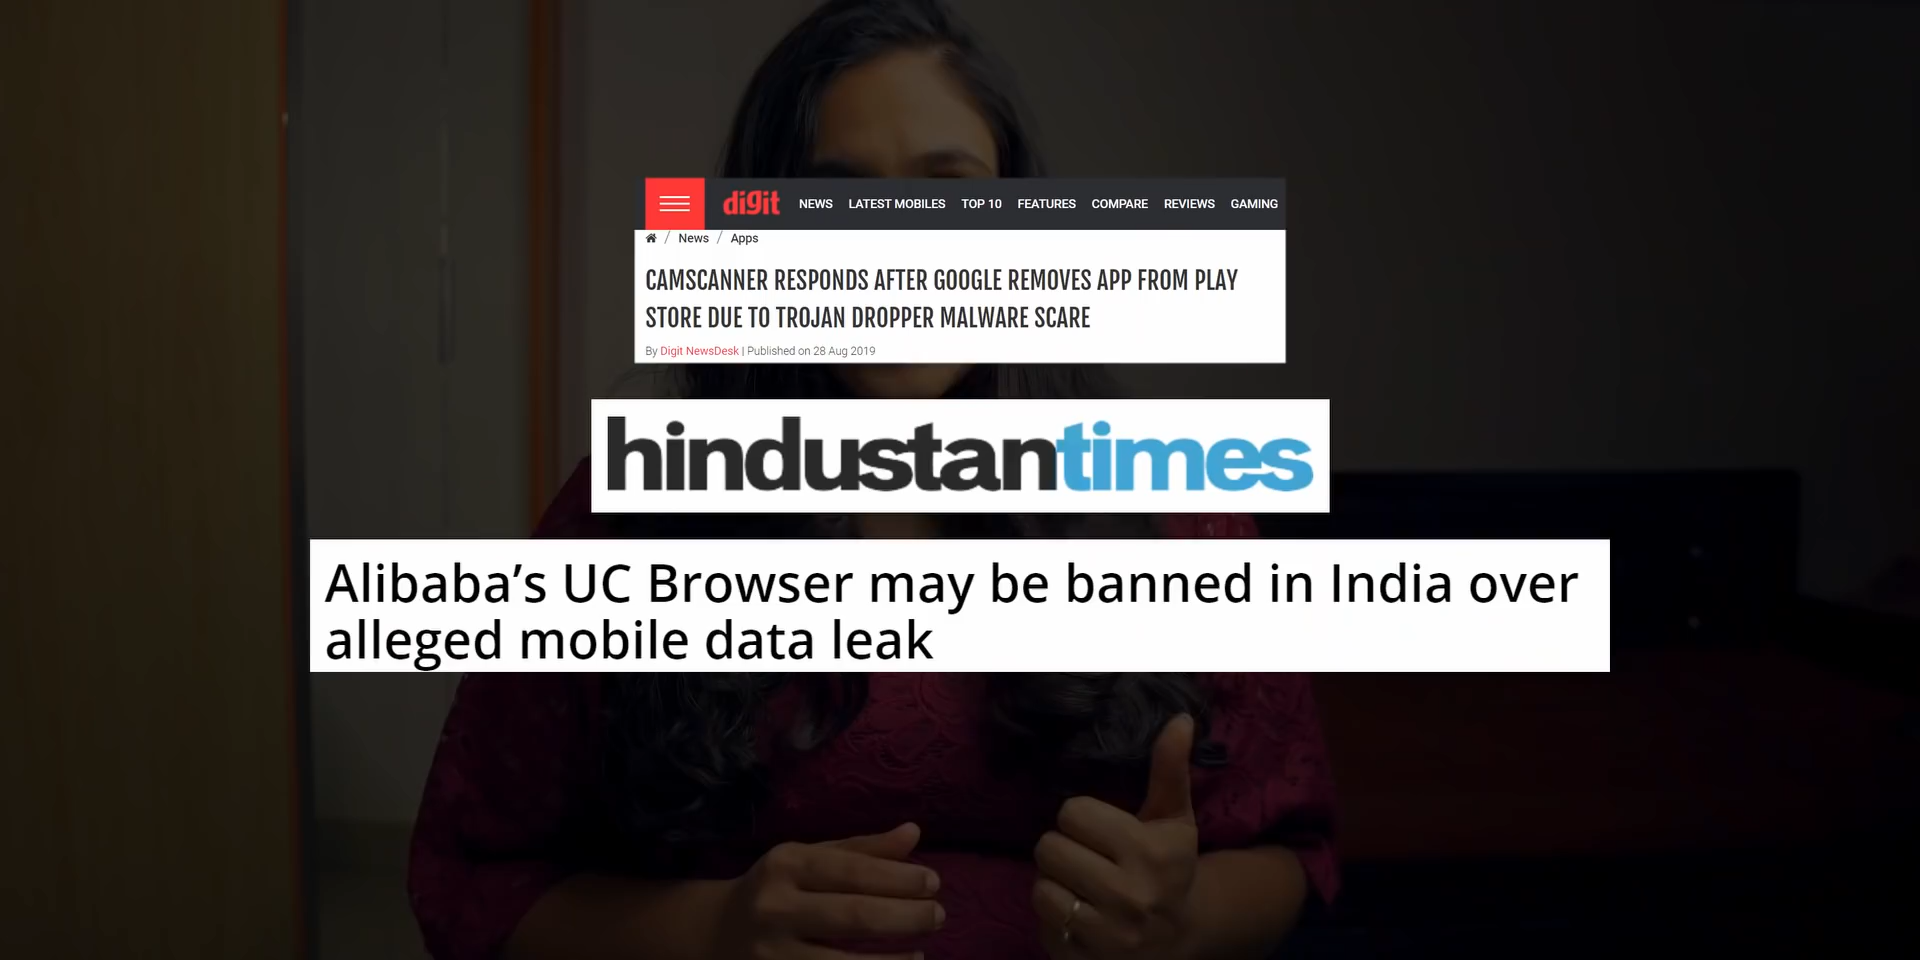 digit NEWS LATEST MOBILES TOP 10 FEATURES COMPARE REVIEWS GAMING
/ News / Apps
CAMSCANNER RESPONDS AFTER GOOGLE REMOVES APP FROM PLAY
STORE DUE TO TROJAN DROPPER MALWARE SCARE
By Digit NewsDesk | Published on 28 Aug 2019
hindustantimes
Alibaba’s UC Browser may be banned in India over
alleged mobile data leak